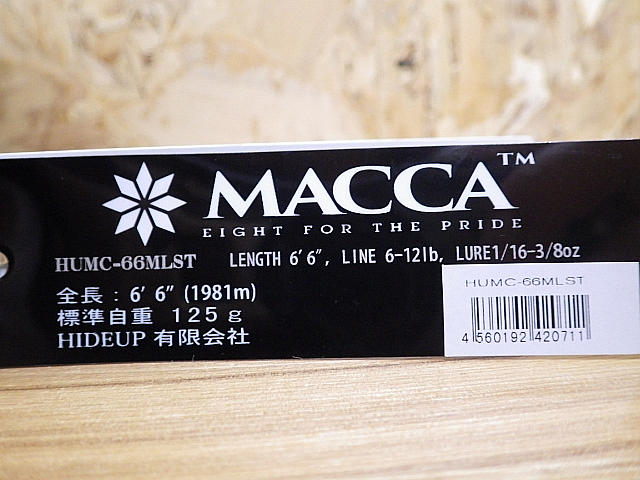 MACCA™
EIGHT FOR THE PRIDE
HUMC-66MLST LENGTH 6'6", LINE 6-12lb, LURE1/16-3/8oz
全長：6'6" (1981m)
標準自重 125g
HIDEUP 有限会社
HUMC-66MLST
4 560192 420711